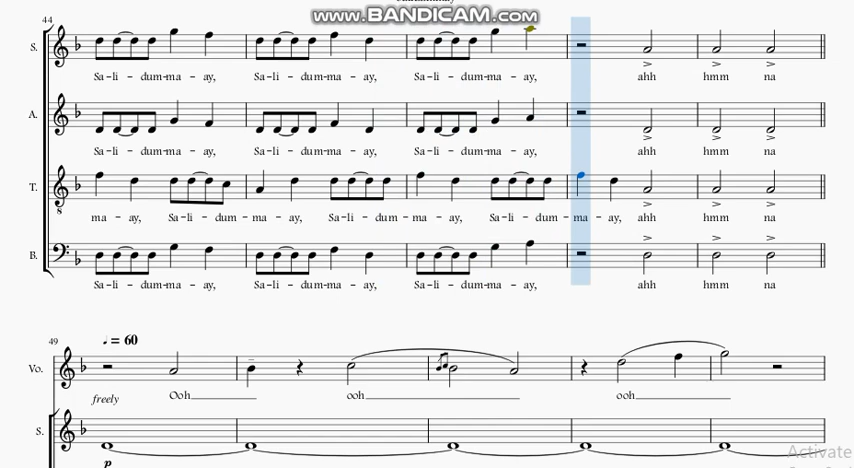 www.BANDICAM.com
44
S.
Sa-li-dum-ma-ay, Sa-li-dum-ma-ay, Sa-li-dum-ma-ay, ahh hmm na
A.
Sa-li-dum-ma-ay, Sa-li-dum-ma-ay, Sa-li-dum-ma-ay, ahh hmm na
T.
8
ma-ay, Sa-li-dum-ma-ay, Sa-li-dum-ma-ay, Sa-li-dum-ma-ay, ahh hmm na
B.
Sa-li-dum-ma-ay, Sa-li-dum-ma-ay, Sa-li-dum-ma-ay, ahh hmm na
49
= 60
Vo.
freely Ooh ooh ooh
S.
p
Activate